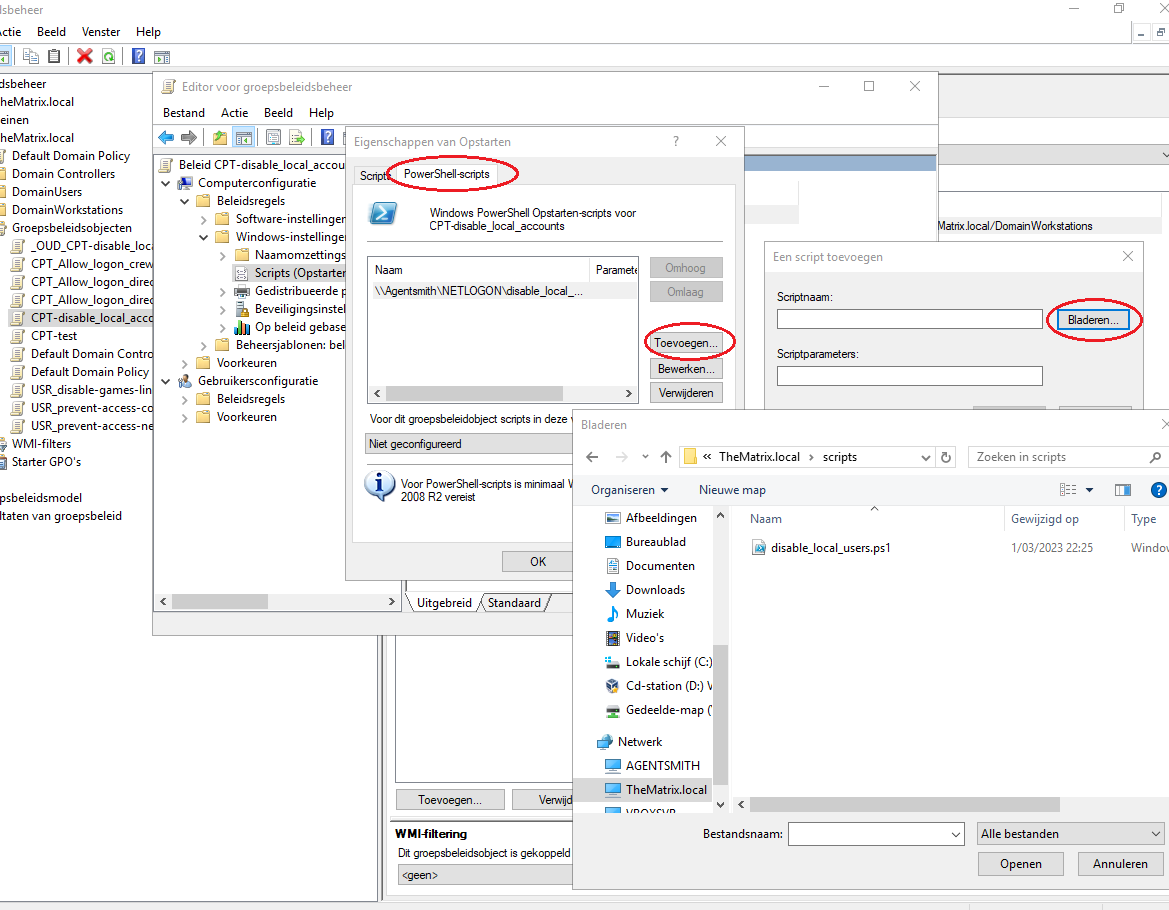 dsbeheer
Actie Beeld Venster Help
dsbeheer
heMatrix.local
einen
heMatrix.local
Default Domain Policy
Domain Controllers
DomainUsers
DomainWorkstations
Groepsbeleidsobjecten
_OUD_CPT-disable_loca
CPT_Allow_logon_crew
CPT_Allow_logon_direc
CPT_Allow_logon_direc
CPT-disable_local_acco
CPT-test
Default Domain Contro
Default Domain Policy
USR_disable-games-lin
USR_prevent-access-co
USR_prevent-access-ne
WMI-filters
Starter GPO's
psbeleidsmodel
ltaten van groepsbeleid
Editor voor groepsbeleidsbeheer
Bestand Actie Beeld Help
Beleid CPT-disable_local_accou
Computerconfiguratie
Beleidsregels
Software-instellingen
Windows-instellingen
Naamomzettings
Scripts (Opstarten
Gedistribueerde p
Beveiligingsinstel
Op beleid gebase
Beheersjablonen: bel
Voorkeuren
Gebruikersconfiguratie
Beleidsregels
Voorkeuren
Uitgebreid Standaard
Eigenschappen van Opstarten
?
Scripts PowerShell-scripts
Windows PowerShell Opstarten-scripts voor
CPT-disable_local_accounts
Naam Paramete
\\Agentsmith\NETLOGON\disable_local_...
Omhoog
Omlaag
Toevoegen...
Bewerken...
Verwijderen
Voor dit groepsbeleidobject scripts in deze v
Niet geconfigureerd
Voor PowerShell-scripts is minimaal W
2008 R2 vereist
OK
Matrix.local/DomainWorkstations
Een script toevoegen
Scriptnaam:
Bladeren...
Scriptparameters:
Bladeren
« TheMatrix.local › scripts
Zoeken in scripts
Organiseren Nieuwe map
?
Afbeeldingen
Bureaublad
Documenten
Downloads
Muziek
Video's
Lokale schijf (C:)
Cd-station (D:) V
Gedeelde-map (
Netwerk
AGENTSMITH
TheMatrix.local
VBOXSVR
Naam Gewijzigd op Type
disable_local_users.ps1 1/03/2023 22:25 Window
Bestandsnaam: Alle bestanden
Openen Annuleren
Toevoegen... Verwijd
WMI-filtering
Dit groepsbeleidsobject is gekoppeld
<geen>